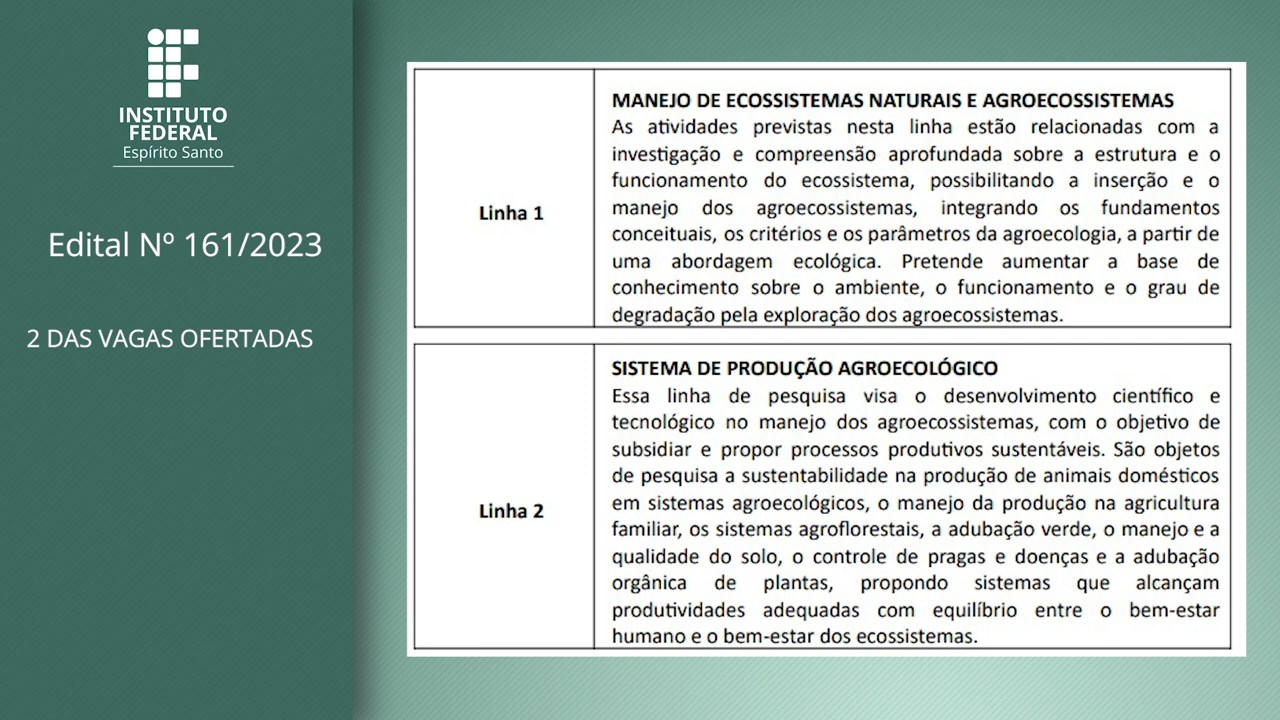 INSTITUTO
FEDERAL
Espírito Santo
Edital Nº 161/2023
2 DAS VAGAS OFERTADAS
Linha 1
MANEJO DE ECOSSISTEMAS NATURAIS E AGROECOSSISTEMAS
As atividades previstas nesta linha estão relacionadas com a
investigação e compreensão aprofundada sobre a estrutura e o
funcionamento do ecossistema, possibilitando a inserção e o
manejo dos agroecossistemas, integrando os fundamentos
conceituais, os critérios e os parâmetros da agroecologia, a partir de
uma abordagem ecológica. Pretende aumentar a base de
conhecimento sobre o ambiente, o funcionamento e o grau de
degradação pela exploração dos agroecossistemas.
Linha 2
SISTEMA DE PRODUÇÃO AGROECOLÓGICO
Essa linha de pesquisa visa o desenvolvimento científico e
tecnológico no manejo dos agroecossistemas, com o objetivo de
subsidiar e propor processos produtivos sustentáveis. São objetos
de pesquisa a sustentabilidade na produção de animais domésticos
em sistemas agroecológicos, o manejo da produção na agricultura
familiar, os sistemas agroflorestais, a adubação verde, o manejo e a
qualidade do solo, o controle de pragas e doenças e a adubação
orgânica de plantas, propondo sistemas que alcançam
produtividades adequadas com equilíbrio entre o bem-estar
humano e o bem-estar dos ecossistemas.